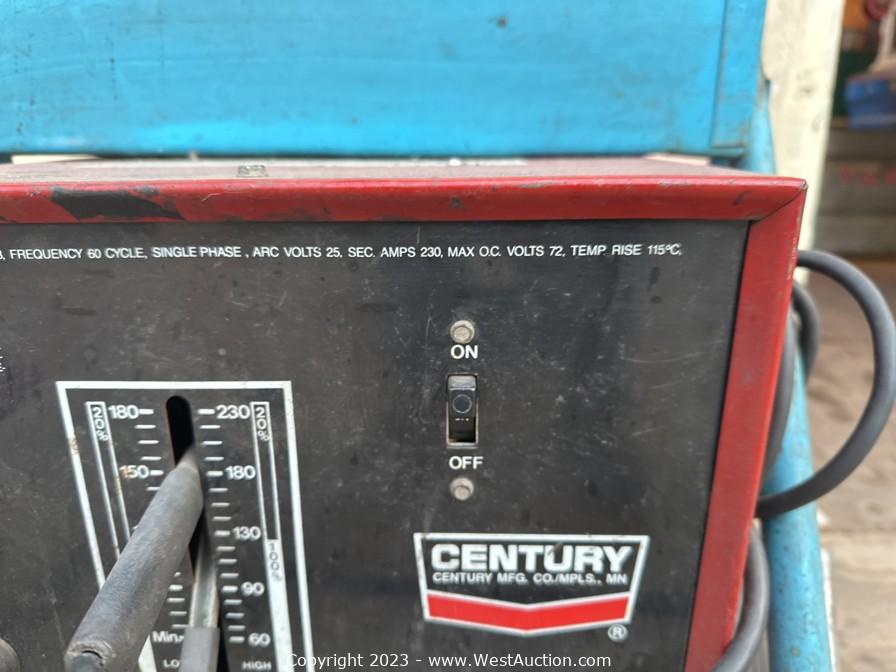 , FREQUENCY 60 CYCLE, SINGLE PHASE , ARC VOLTS 25, SEC. AMPS 230, MAX O.C. VOLTS 72, TEMP. RISE 115°C.
ON
OFF
20% 180 230 20%
150 180
130
100%
90
Min 60
LO HIGH
CENTURY
CENTURY MFG. CO./MPLS., MN
®
Copyright 2023 - www.WestAuction.com